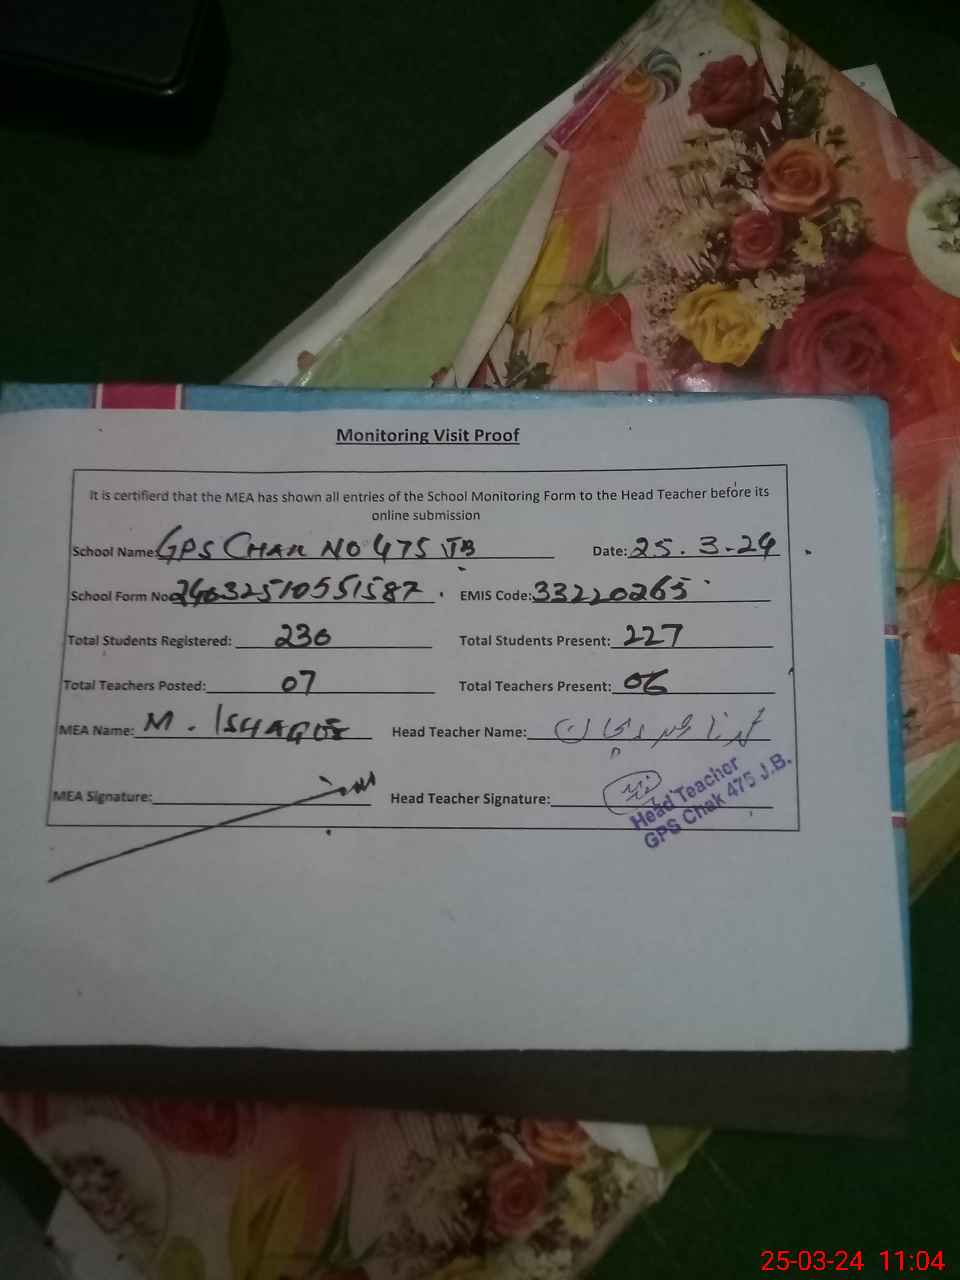 Monitoring Visit Proof
It is certifierd that the MEA has shown all entries of the School Monitoring Form to the Head Teacher before its
online submission
School Name: GPS CHAK NO 475 JB Date: 25.3.24
School Form No: 24032510551587 EMIS Code: 33220265
Total Students Registered: 230 Total Students Present: 227
Total Teachers Posted: 07 Total Teachers Present: 06
MEA Name: M. ISHAQUE Head Teacher Name:
MEA Signature: Head Teacher Signature:
Head Teacher
GPS Chak 475 J.B.
25-03-24 11:04